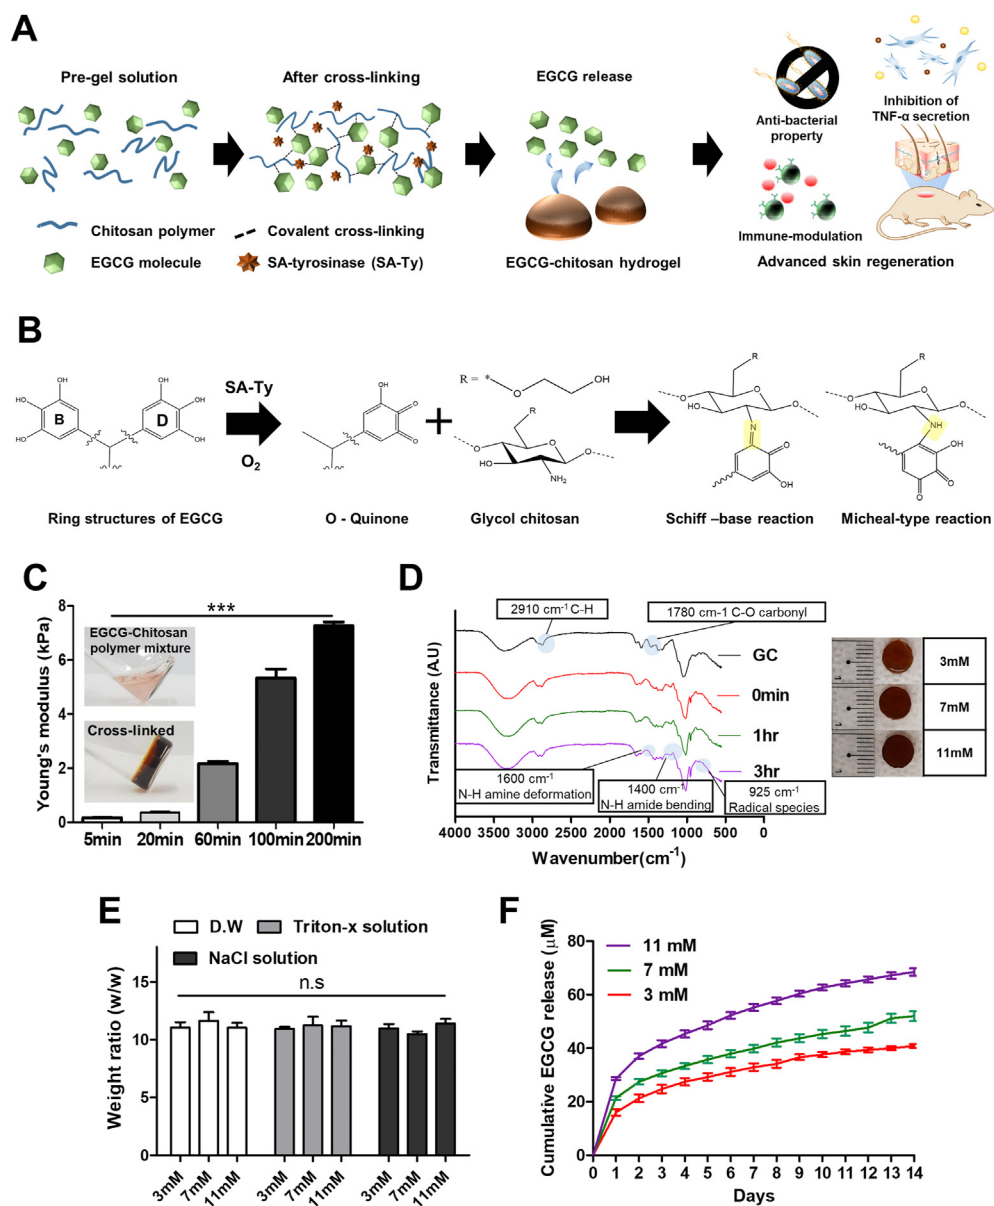 A
Pre-gel solution
After cross-linking
EGCG release
Anti-bacterial
property
Inhibition of
TNF-α secretion
Chitosan polymer
EGCG molecule
Covalent cross-linking
SA-tyrosinase (SA-Ty)
EGCG-chitosan hydrogel
Immune-modulation
Advanced skin regeneration
B
OH
HO
HO
B
OH
OH
OH
D
SA-Ty
O2
OH
O
O
R = *
O
OH
R
O
O
HO
NH2
O
R
O
O
HO
O
N
O
OH
R
O
O
HO
O
NH
OH
O
O
Ring structures of EGCG
O - Quinone
Glycol chitosan
Schiff –base reaction
Micheal-type reaction
C
Young's modulus (kPa)
8
6
4
2
0
***
EGCG-Chitosan
polymer mixture
Cross-linked
5min 20min 60min 100min 200min
D
Transmittance (A.U)
2910 cm-1 C-H
1780 cm-1 C-O carbonyl
GC
0min
1hr
3hr
1600 cm-1
N-H amine deformation
1400 cm-1
N-H amide bending
925 cm-1
Radical species
4000 3500 3000 2500 2000 1500 1000 500 0
Wavenumber(cm-1)
3mM
7mM
11mM
E
D.W
Triton-x solution
NaCl solution
n.s
Weight ratio (w/w)
15
10
5
0
3mM 7mM 11mM 3mM 7mM 11mM 3mM 7mM 11mM
F
Cumulative EGCG release (μM)
80
60
40
20
0
11 mM
7 mM
3 mM
0 1 2 3 4 5 6 7 8 9 10 11 12 13 14
Days